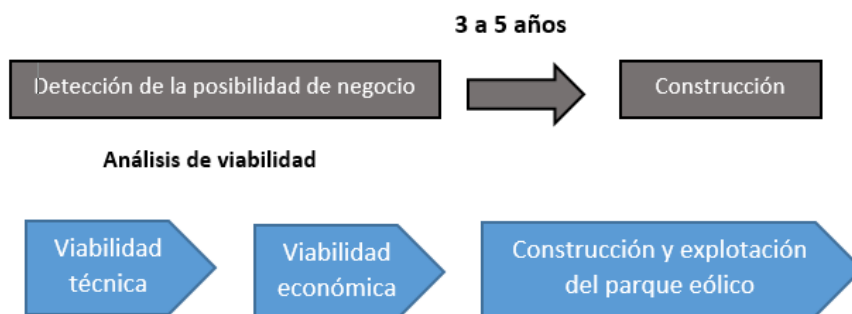 3 a 5 años
Detección de la posibilidad de negocio
Construcción
Análisis de viabilidad
Viabilidad
técnica
Viabilidad
económica
Construcción y explotación
del parque eólico